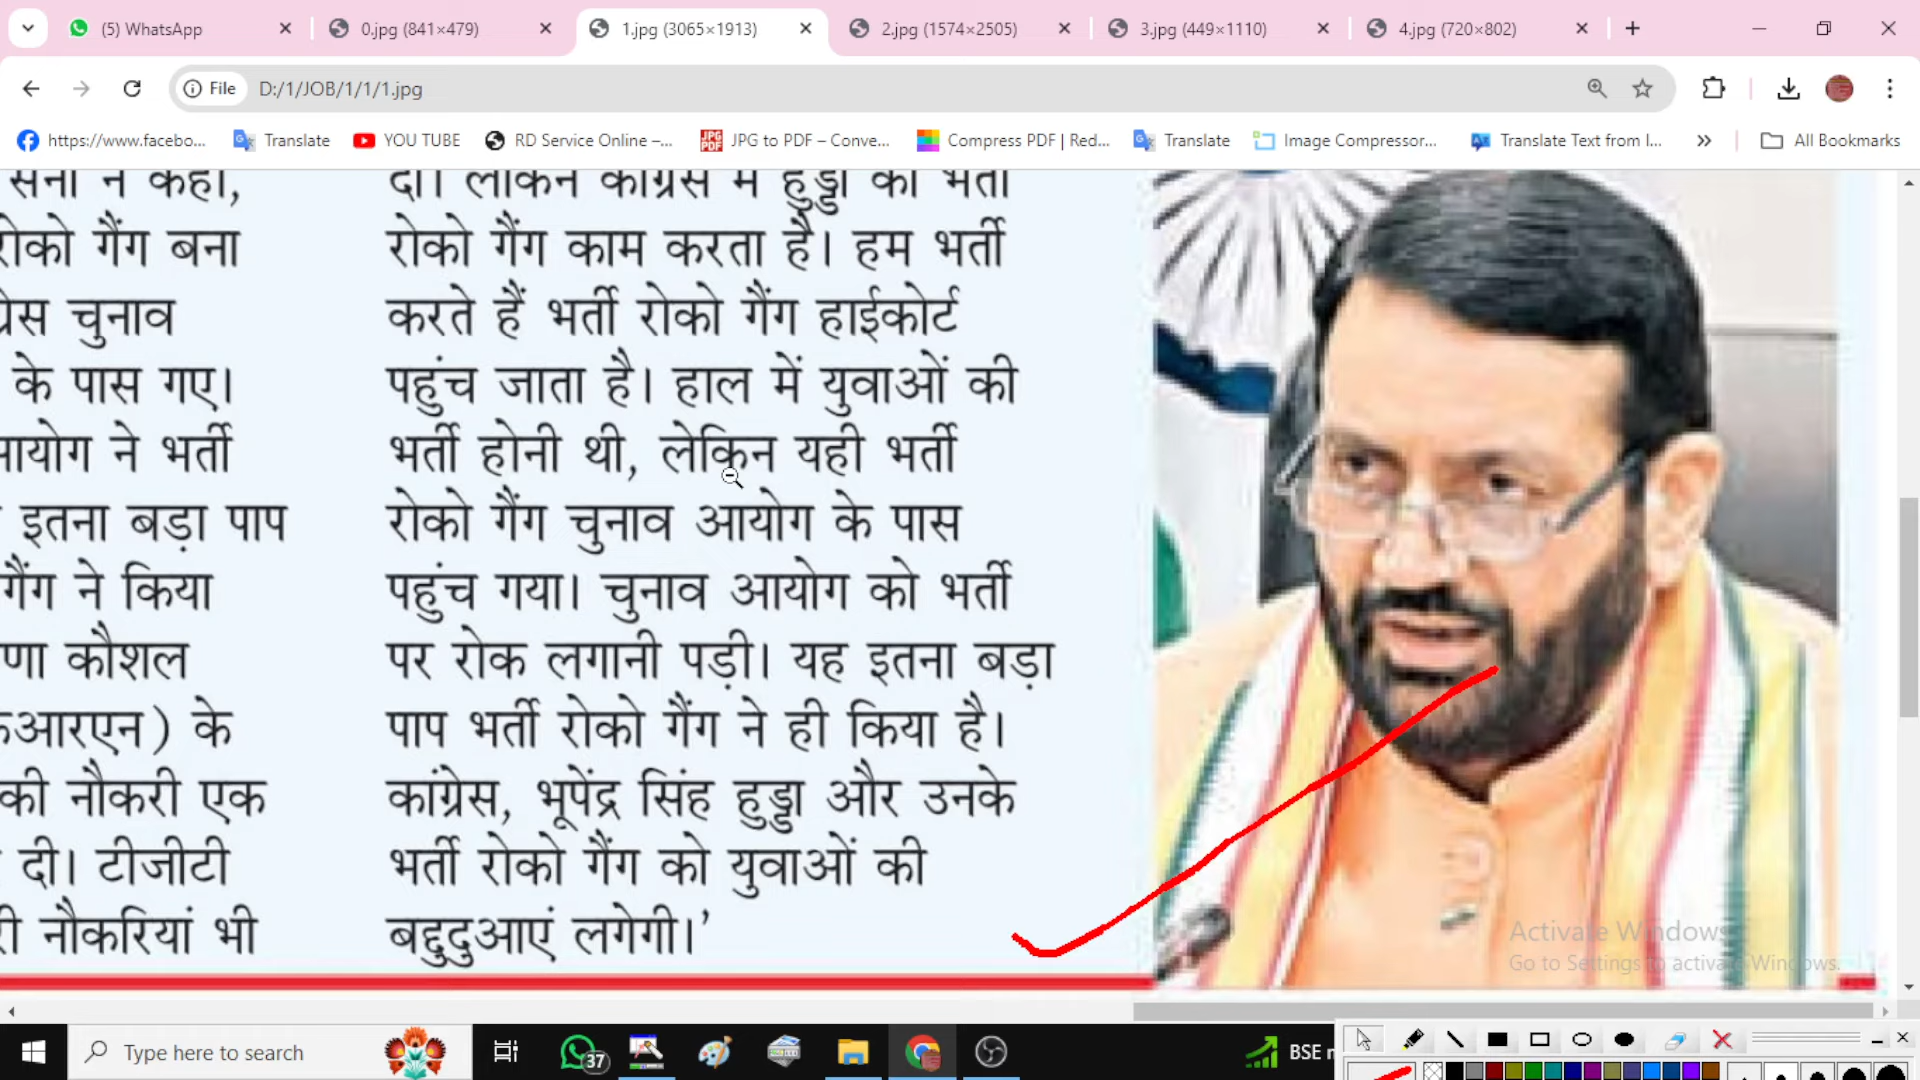 (5) WhatsApp
0.jpg (841×479)
1.jpg (3065×1913)
2.jpg (1574×2505)
3.jpg (449×1110)
4.jpg (720×802)
File
D:/1/JOB/1/1/1.jpg
https://www.facebo...
Translate
YOU TUBE
RD Service Online –...
JPG to PDF – Conve...
Compress PDF | Red...
Translate
Image Compressor...
Translate Text from I...
All Bookmarks
सैनी ने कहा,
रोको गैंग बना
चुनाव
के पास गए।
आयोग ने भर्ती
इतना बड़ा पाप
गैंग ने किया
कौशल
के
की नौकरी एक
दी। टीजीटी
नौकरियां भी
दी। लेकिन कांग्रेस में हुड्डा का भर्ती
रोको गैंग काम करता है। हम भर्ती
करते हैं भर्ती रोको गैंग हाईकोर्ट
पहुंच जाता है। हाल में युवाओं की
भर्ती होनी थी, लेकिन यही भर्ती
रोको गैंग चुनाव आयोग के पास
पहुंच गया। चुनाव आयोग को भर्ती
पर रोक लगानी पड़ी। यह इतना बड़ा
पाप भर्ती रोको गैंग ने ही किया है।
कांग्रेस, भूपेंद्र सिंह हुड्डा और उनके
भर्ती रोको गैंग को युवाओं की
बद्दुदुआएं लगेगी।’
Activate Windows
Go to Settings to activate Windows.
Type here to search
37
BSE